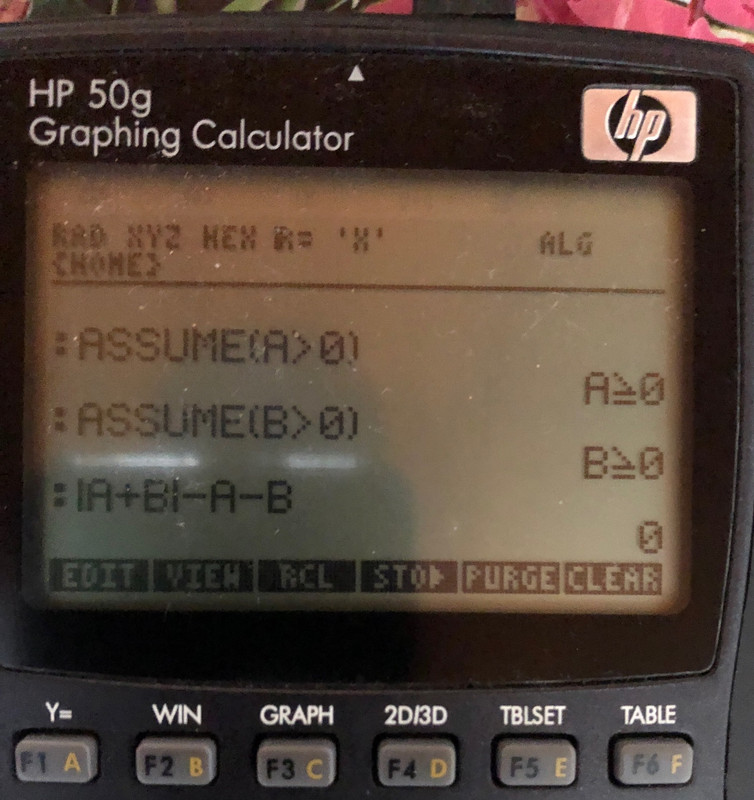 HP 50g
Graphing Calculator
hp
RAD XYZ HEX R= 'X' ALG
{HOME}
:ASSUME(A>0)
A≥0
:ASSUME(B>0)
B≥0
:|A+B|-A-B
0
EDIT VIEW RCL STO▶ PURGE CLEAR
Y= WIN GRAPH 2D/3D TBLSET TABLE
F1 A F2 B F3 C F4 D F5 E F6 F